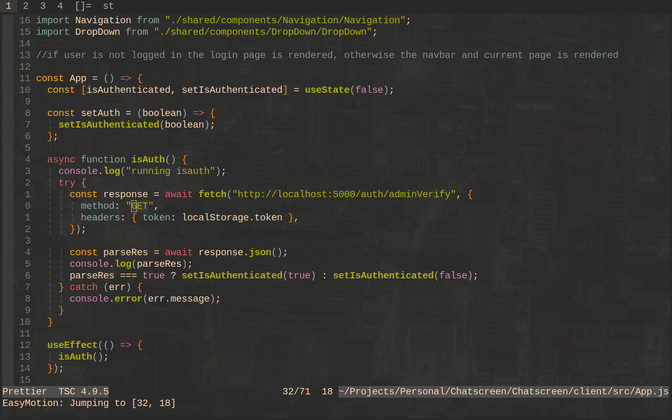 1 2 3 4 []= st
16 import Navigation from "./shared/components/Navigation/Navigation";
15 import DropDown from "./shared/components/DropDown/DropDown";
14
13 //if user is not logged in the login page is rendered, otherwise the navbar and current page is rendered
12
11 const App = () => {
10 const [isAuthenticated, setIsAuthenticated] = useState(false);
9
8 const setAuth = (boolean) => {
7 setIsAuthenticated(boolean);
6 };
5
4 async function isAuth() {
3 console.log("running isauth");
2 try {
1 const response = await fetch("http://localhost:5000/auth/adminVerify", {
0 method: "GET",
1 headers: { token: localStorage.token },
2 });
3
4 const parseRes = await response.json();
5 console.log(parseRes);
6 parseRes === true ? setIsAuthenticated(true) : setIsAuthenticated(false);
7 } catch (err) {
8 console.error(err.message);
9 }
10 }
11
12 useEffect(() => {
13 isAuth();
14 });
15
Prettier TSC 4.9.5 32/71 18 ~/Projects/Personal/Chatscreen/Chatscreen/client/src/App.js
EasyMotion: Jumping to [32, 18]